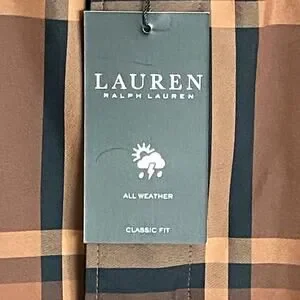 LAUREN
RALPH LAUREN
ALL WEATHER
CLASSIC FIT